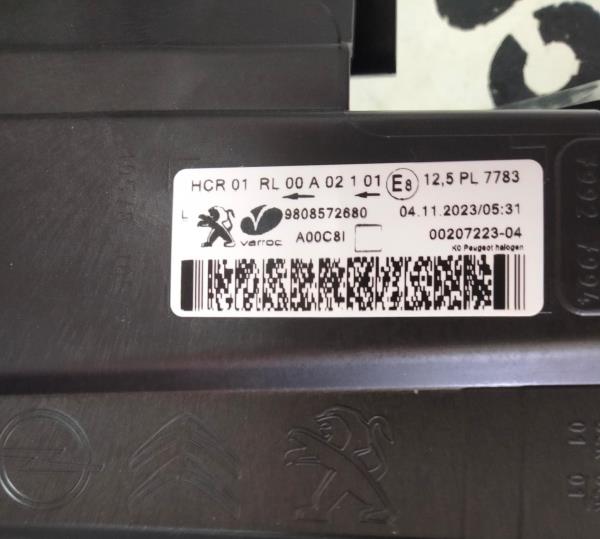 HCR 01 RL 00 A 02 1 01 E8 12,5 PL 7783
L varroc 9808572680 04.11.2023/05:31
A00C8I 00207223-04
K0 Peugeot halogen